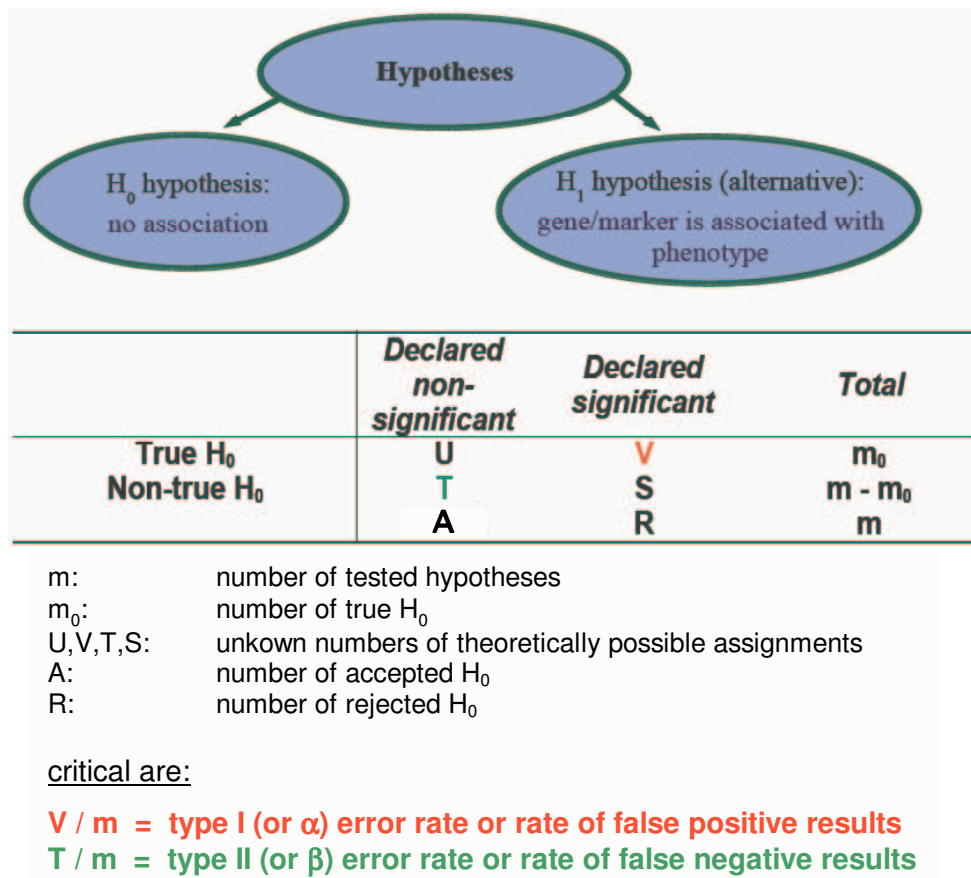 Hypotheses
H₀ hypothesis:
no association
H₁ hypothesis (alternative):
gene/marker is associated with
phenotype
Declared non-significant Declared significant Total
True H₀ U V m₀
Non-true H₀ T S m - m₀
A R m
m: number of tested hypotheses
m₀: number of true H₀
U,V,T,S: unkown numbers of theoretically possible assignments
A: number of accepted H₀
R: number of rejected H₀
critical are:
V / m = type I (or α) error rate or rate of false positive results
T / m = type II (or β) error rate or rate of false negative results